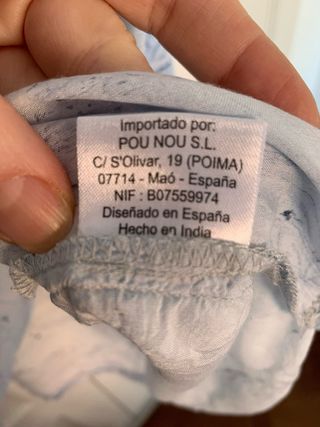 Importado por:
POU NOU S.L.
C/ S'Olivar, 19 (POIMA)
07714 - Maó - España
NIF : B07559974
Diseñado en España
Hecho en India